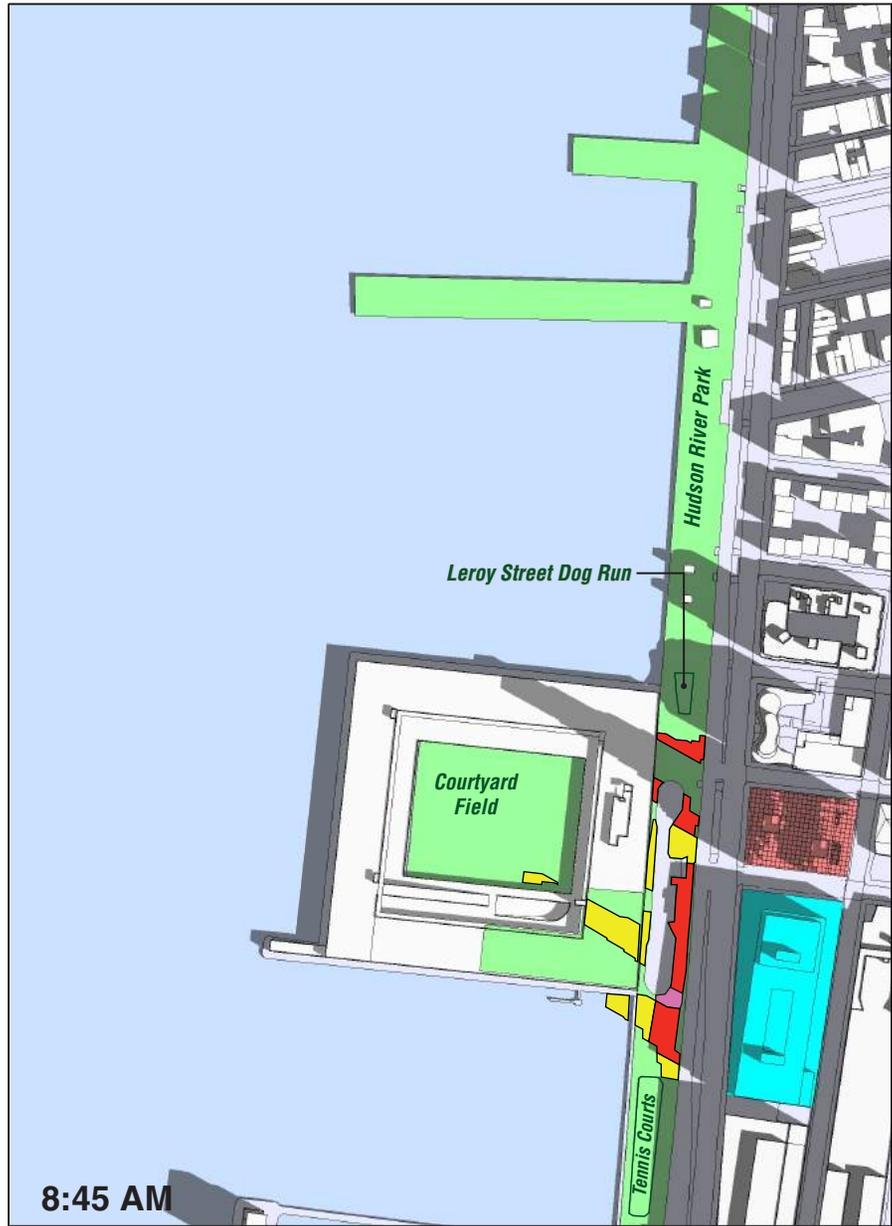 Hudson River Park
Leroy Street Dog Run
Courtyard
Field
Tennis Courts
8:45 AM